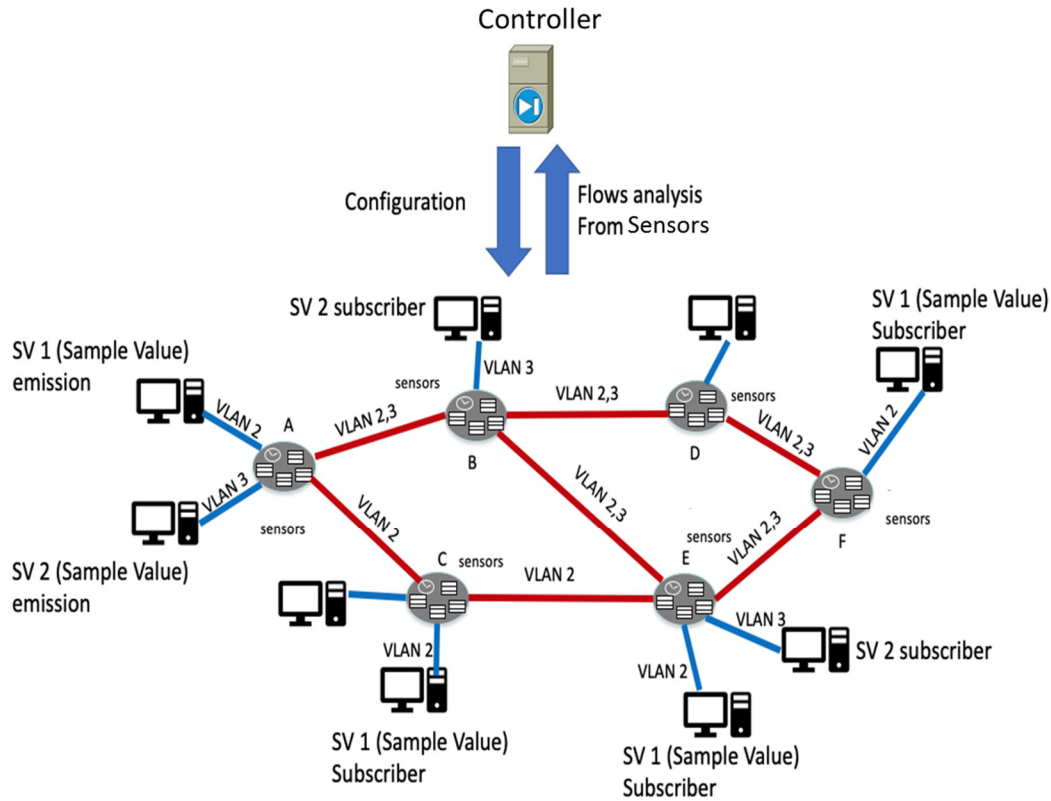 Controller
Configuration
Flows analysis
From Sensors
SV 2 subscriber
SV 1 (Sample Value)
Subscriber
SV 1 (Sample Value)
emission
VLAN 3
sensors
VLAN 2,3
sensors
VLAN 2
A
VLAN 2,3
B
D
VLAN 2,3
VLAN 2
VLAN 3
sensors
VLAN 2
VLAN 2,3
sensors
VLAN 2,3
F
sensors
SV 2 (Sample Value)
emission
C
sensors
VLAN 2
E
VLAN 3
SV 2 subscriber
VLAN 2
VLAN 2
SV 1 (Sample Value)
Subscriber
SV 1 (Sample Value)
Subscriber